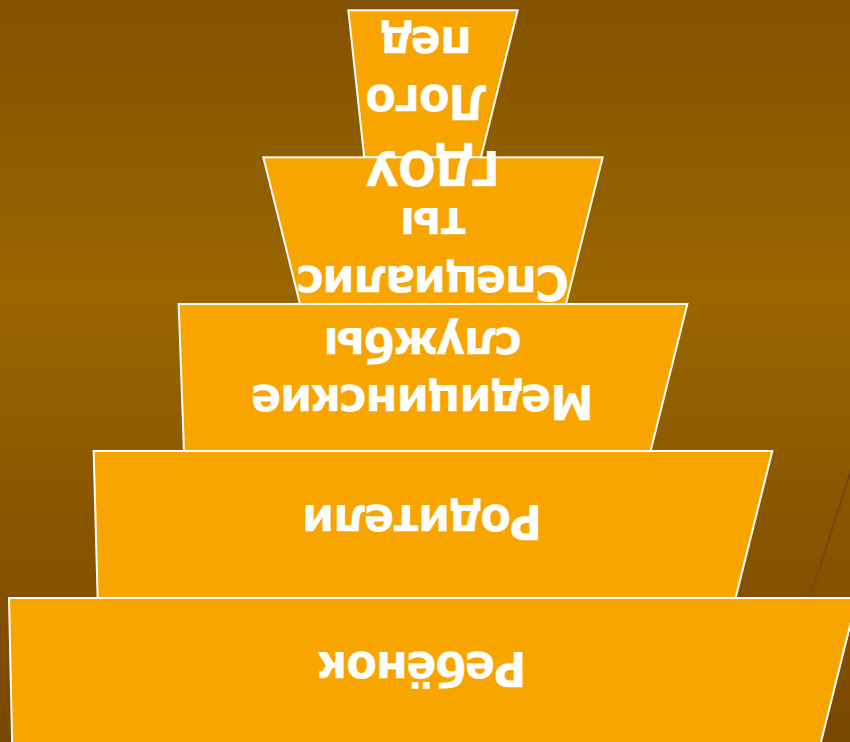 Ребёнок
Родители
Медицинские
службы
Специалис
ты
ГДОУ
Лого
пед